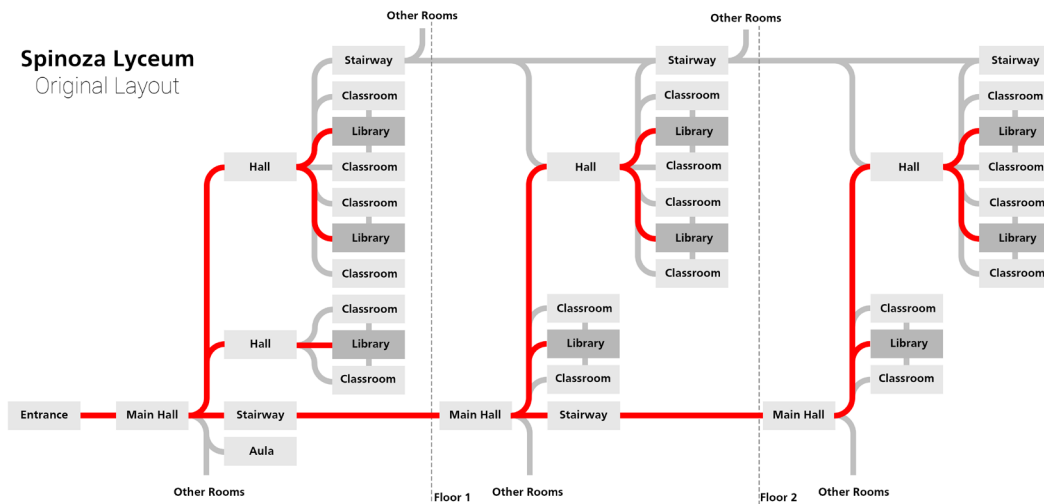 Spinoza Lyceum
Original Layout
Other Rooms
Stairway
Classroom
Library
Classroom
Classroom
Library
Classroom
Hall
Classroom
Library
Classroom
Hall
Entrance
Main Hall
Stairway
Aula
Other Rooms
Floor 1
Other Rooms
Stairway
Classroom
Library
Classroom
Classroom
Library
Classroom
Hall
Classroom
Library
Classroom
Main Hall
Stairway
Other Rooms
Floor 2
Stairway
Classroom
Library
Classroom
Classroom
Library
Classroom
Hall
Classroom
Library
Classroom
Main Hall
Other Rooms